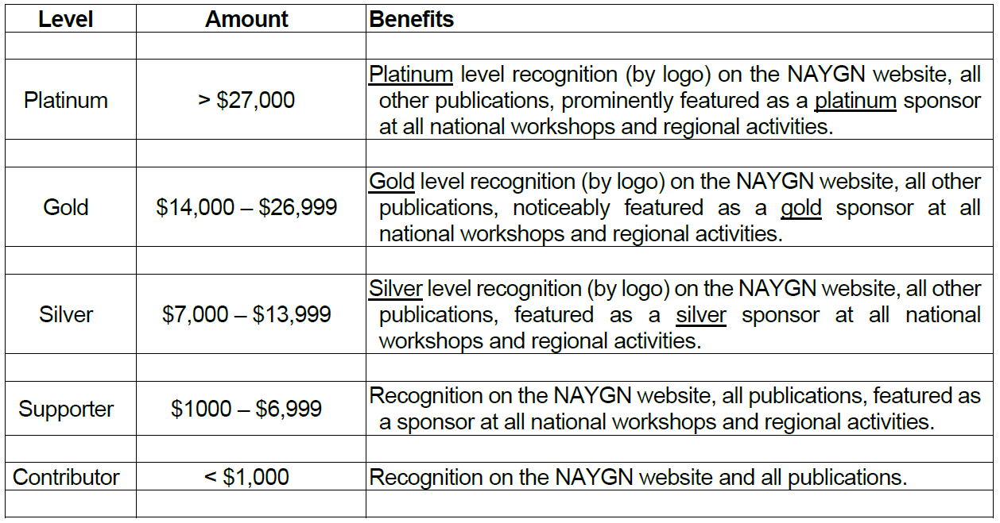 Level Amount Benefits
Platinum > $27,000 Platinum level recognition (by logo) on the NAYGN website, all
other publications, prominently featured as a platinum sponsor
at all national workshops and regional activities.
Gold $14,000 – $26,999 Gold level recognition (by logo) on the NAYGN website, all other
publications, noticeably featured as a gold sponsor at all
national workshops and regional activities.
Silver $7,000 – $13,999 Silver level recognition (by logo) on the NAYGN website, all other
publications, featured as a silver sponsor at all national
workshops and regional activities.
Supporter $1000 – $6,999 Recognition on the NAYGN website, all publications, featured as
a sponsor at all national workshops and regional activities.
Contributor < $1,000 Recognition on the NAYGN website and all publications.